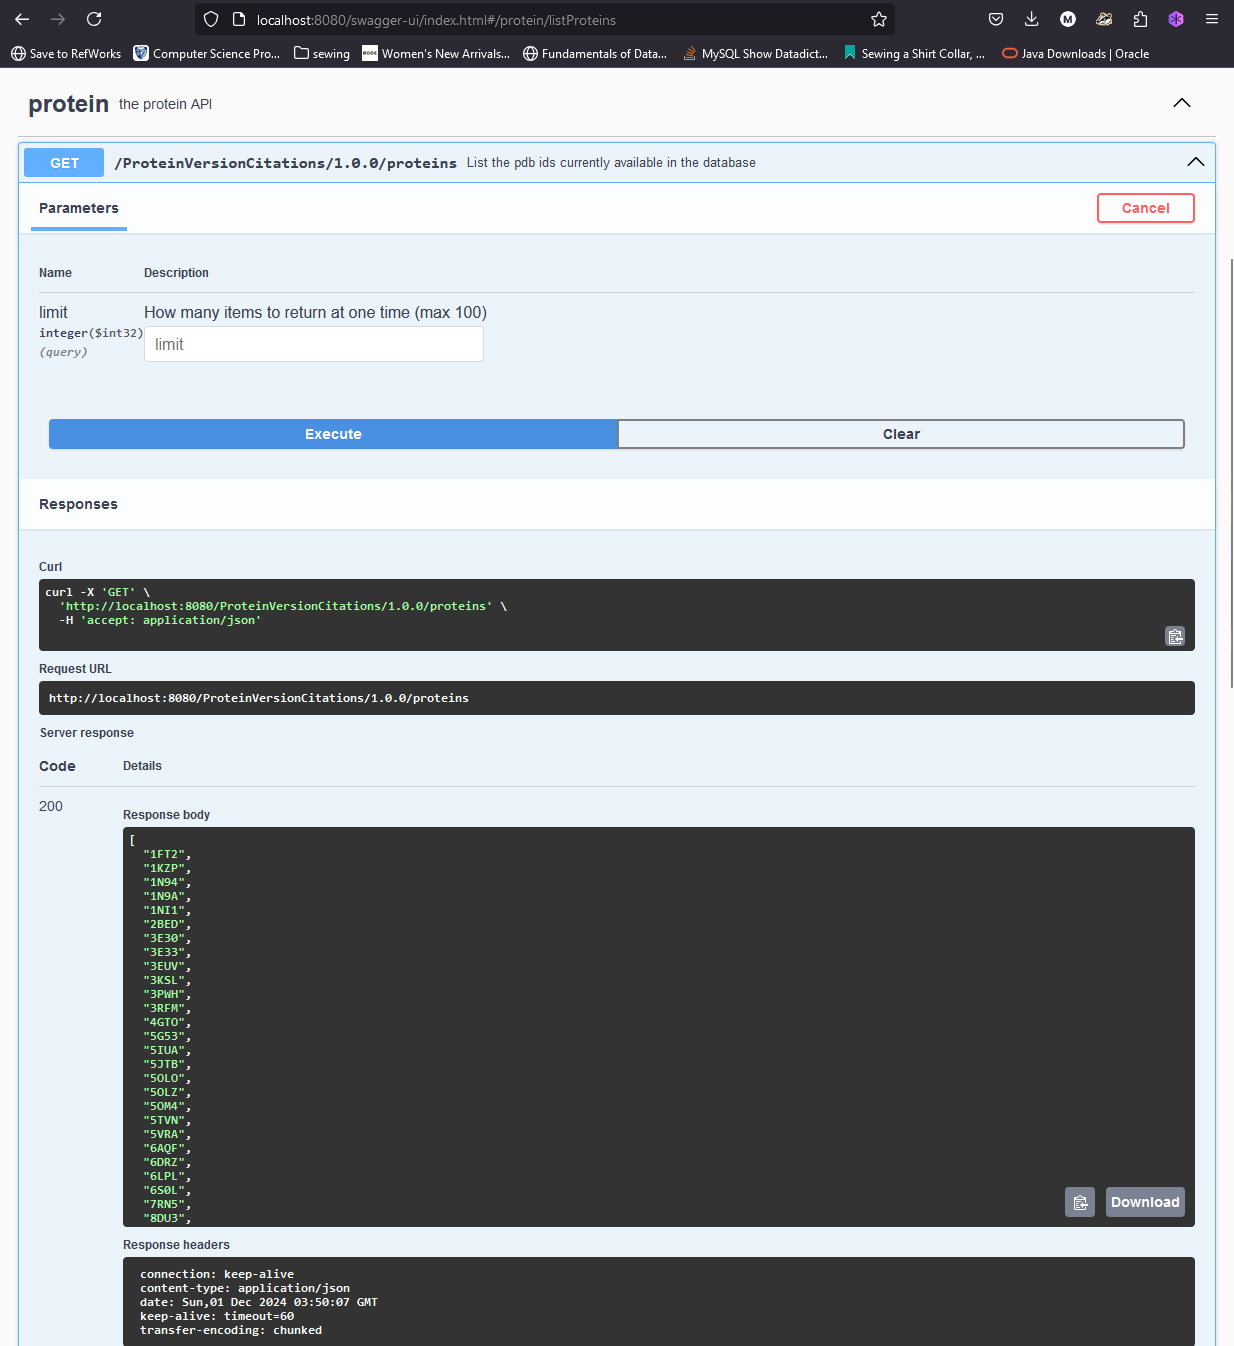 localhost:8080/swagger-ui/index.html#/protein/listProteins
Save to RefWorks Computer Science Pro... sewing Women's New Arrivals... Fundamentals of Data... MySQL Show Datadict... Sewing a Shirt Collar, ... Java Downloads | Oracle
protein the protein API
GET /ProteinVersionCitations/1.0.0/proteins List the pdb ids currently available in the database
Parameters Cancel
Name Description
limit How many items to return at one time (max 100)
integer($int32) limit
(query)
Execute Clear
Responses
Curl
curl -X 'GET' \
'http://localhost:8080/ProteinVersionCitations/1.0.0/proteins' \
-H 'accept: application/json'
Request URL
http://localhost:8080/ProteinVersionCitations/1.0.0/proteins
Server response
Code Details
200
Response body
[
"1FT2",
"1KZP",
"1N94",
"1N9A",
"1NI1",
"2BED",
"3E30",
"3E33",
"3EUV",
"3KSL",
"3PWH",
"3RFM",
"4GTO",
"5G53",
"5IUA",
"5JTB",
"5OLO",
"5OLZ",
"5OM4",
"5TVN",
"5VRA",
"6AQF",
"6DRZ",
"6LPL",
"6S0L",
"7RN5",
"8DU3",
Download
Response headers
connection: keep-alive
content-type: application/json
date: Sun,01 Dec 2024 03:50:07 GMT
keep-alive: timeout=60
transfer-encoding: chunked